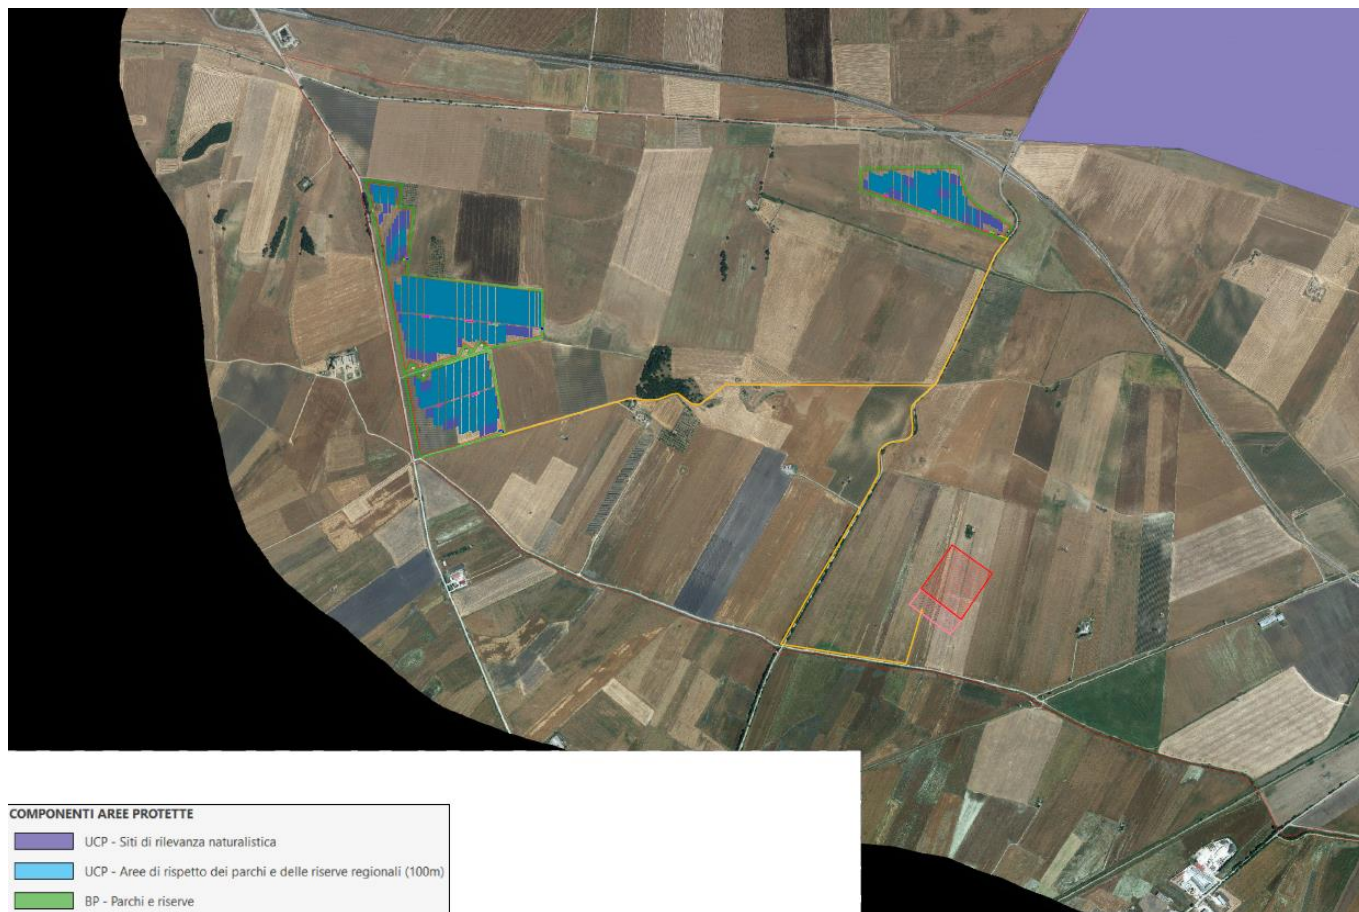 COMPONENTI AREE PROTETTE
UCP - Siti di rilevanza naturalistica
UCP - Aree di rispetto dei parchi e delle riserve regionali (100m)
BP - Parchi e riserve